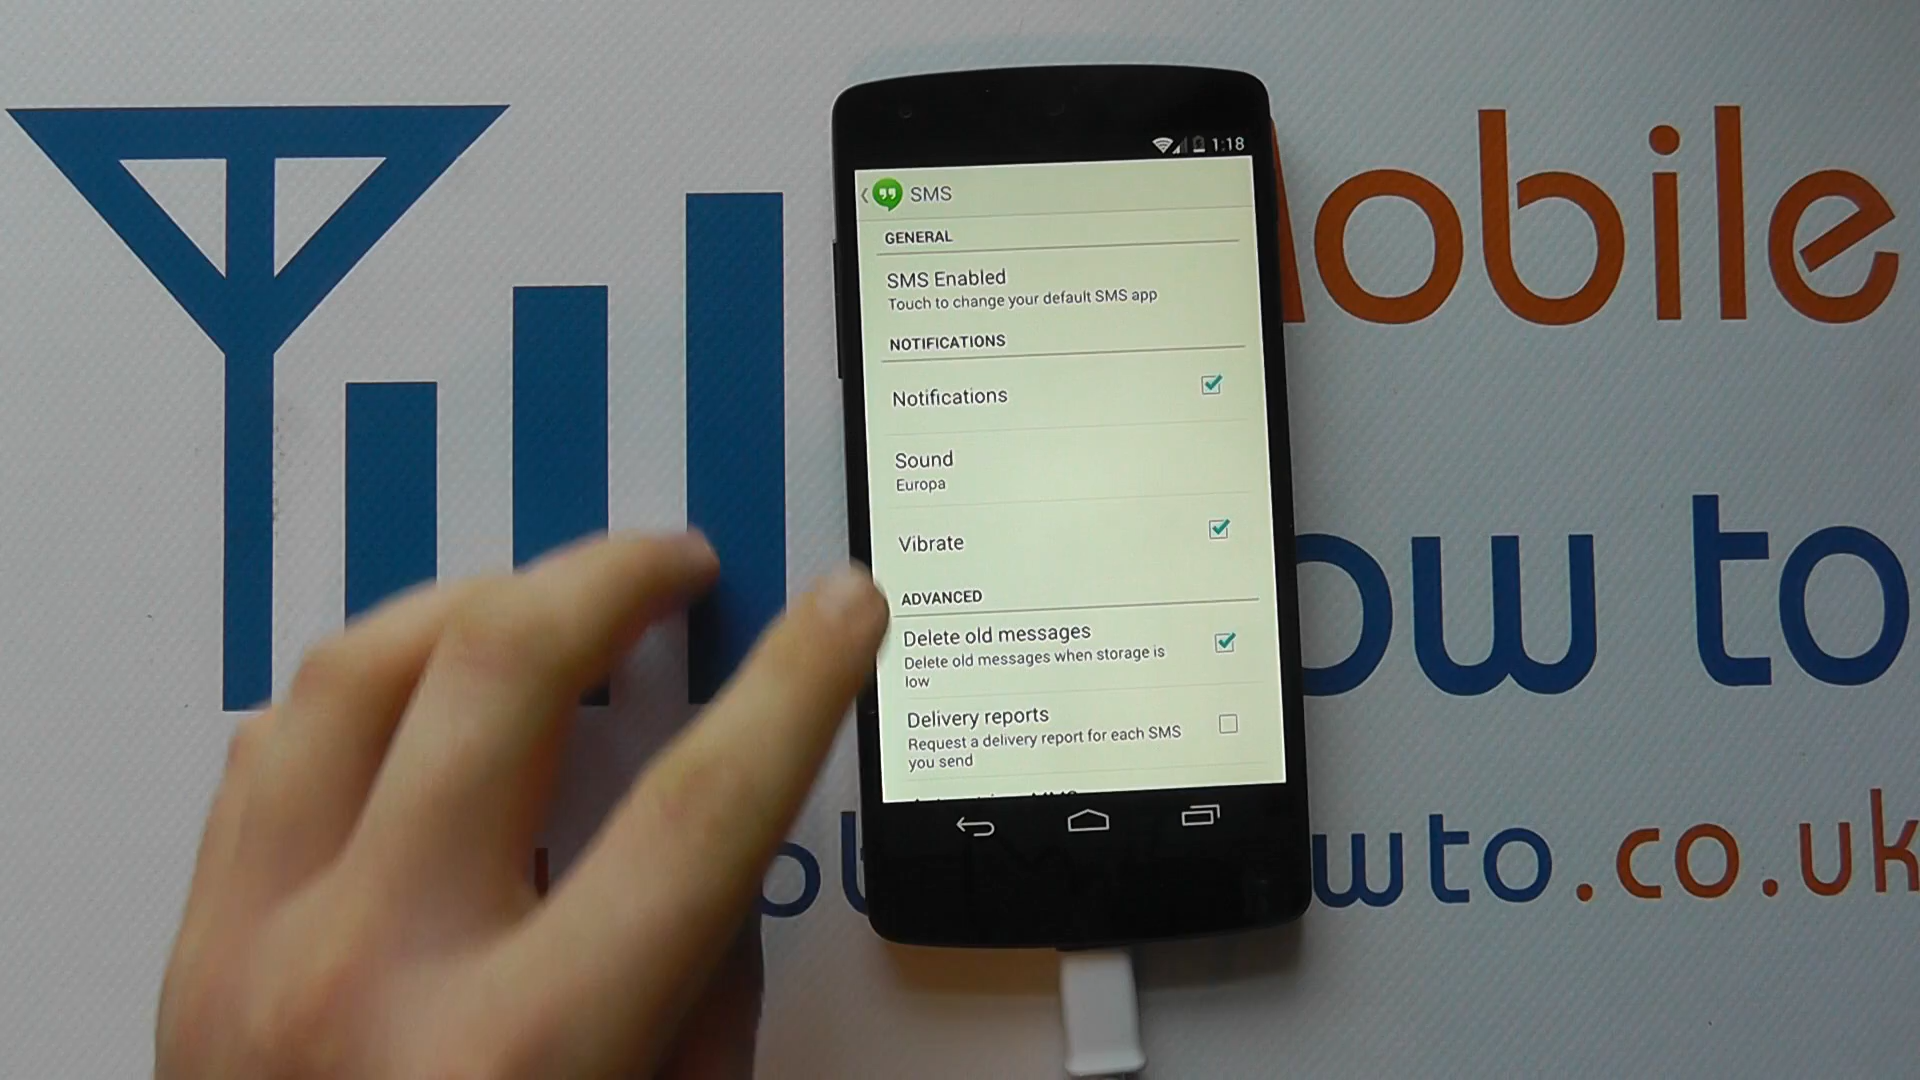 1:18
SMS
GENERAL
SMS Enabled
Touch to change your default SMS app
NOTIFICATIONS
Notifications
Sound
Europa
Vibrate
ADVANCED
Delete old messages
Delete old messages when storage is
low
Delivery reports
Request a delivery report for each SMS
you send
obile
ow to
owto.co.uk